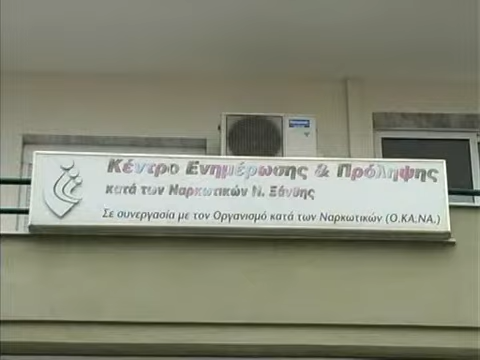 Κέντρο Ενημέρωσης & Πρόληψης
κατά των Ναρκωτικών Ν. Ξάνθης
Σε συνεργασία με τον Οργανισμό κατά των Ναρκωτικών (Ο.ΚΑ.ΝΑ.)